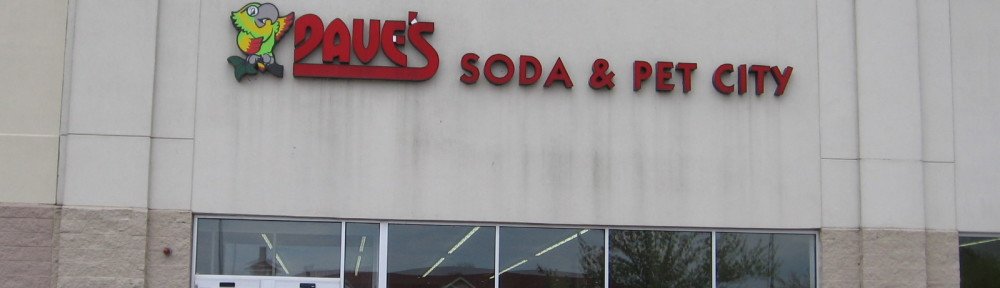 DAVE'S SODA & PET CITY